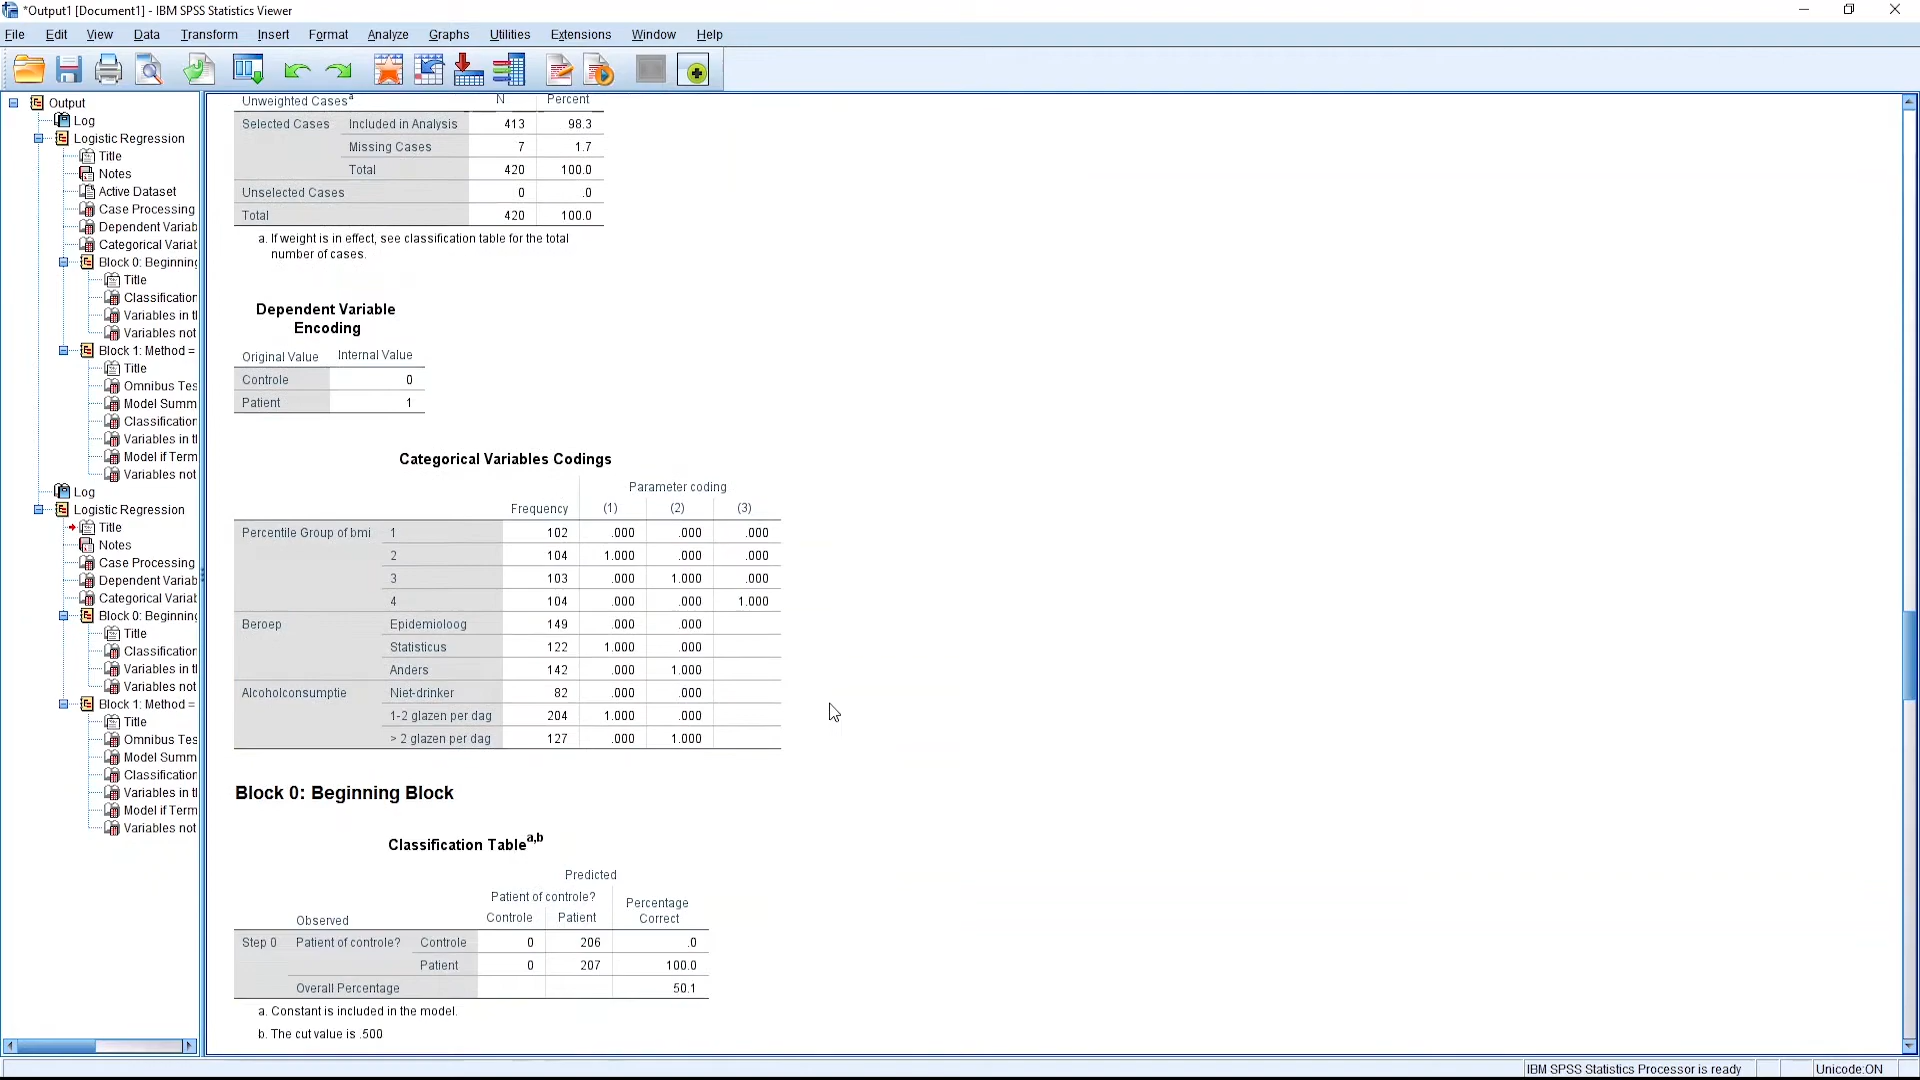 *Output1 [Document1] - IBM SPSS Statistics Viewer
File Edit View Data Transform Insert Format Analyze Graphs Utilities Extensions Window Help
Output
Log
Logistic Regression
Title
Notes
Active Dataset
Case Processing
Dependent Variab
Categorical Variab
Block 0: Beginning
Title
Classification
Variables in t
Variables not
Block 1: Method =
Title
Omnibus Tes
Model Summ
Classification
Variables in t
Model if Term
Variables not
Log
Logistic Regression
Title
Notes
Case Processing
Dependent Variab
Categorical Variab
Block 0: Beginning
Title
Classification
Variables in t
Variables not
Block 1: Method =
Title
Omnibus Tes
Model Summ
Classification
Variables in t
Model if Term
Variables not
Unweighted Casesa N Percent
Selected Cases Included in Analysis 413 98.3
Missing Cases 7 1.7
Total 420 100.0
Unselected Cases 0 .0
Total 420 100.0
a. If weight is in effect, see classification table for the total
number of cases.
Dependent Variable
Encoding
Original Value Internal Value
Controle 0
Patient 1
Categorical Variables Codings
Parameter coding
Frequency (1) (2) (3)
Percentile Group of bmi 1 102 .000 .000 .000
2 104 1.000 .000 .000
3 103 .000 1.000 .000
4 104 .000 .000 1.000
Beroep Epidemioloog 149 .000 .000
Statisticus 122 1.000 .000
Anders 142 .000 1.000
Alcoholconsumptie Niet-drinker 82 .000 .000
1-2 glazen per dag 204 1.000 .000
> 2 glazen per dag 127 .000 1.000
Block 0: Beginning Block
Classification Tablea,b
Predicted
Patient of controle? Percentage
Observed Controle Patient Correct
Step 0 Patient of controle? Controle 0 206 .0
Patient 0 207 100.0
Overall Percentage 50.1
a. Constant is included in the model.
b. The cut value is .500
IBM SPSS Statistics Processor is ready Unicode:ON